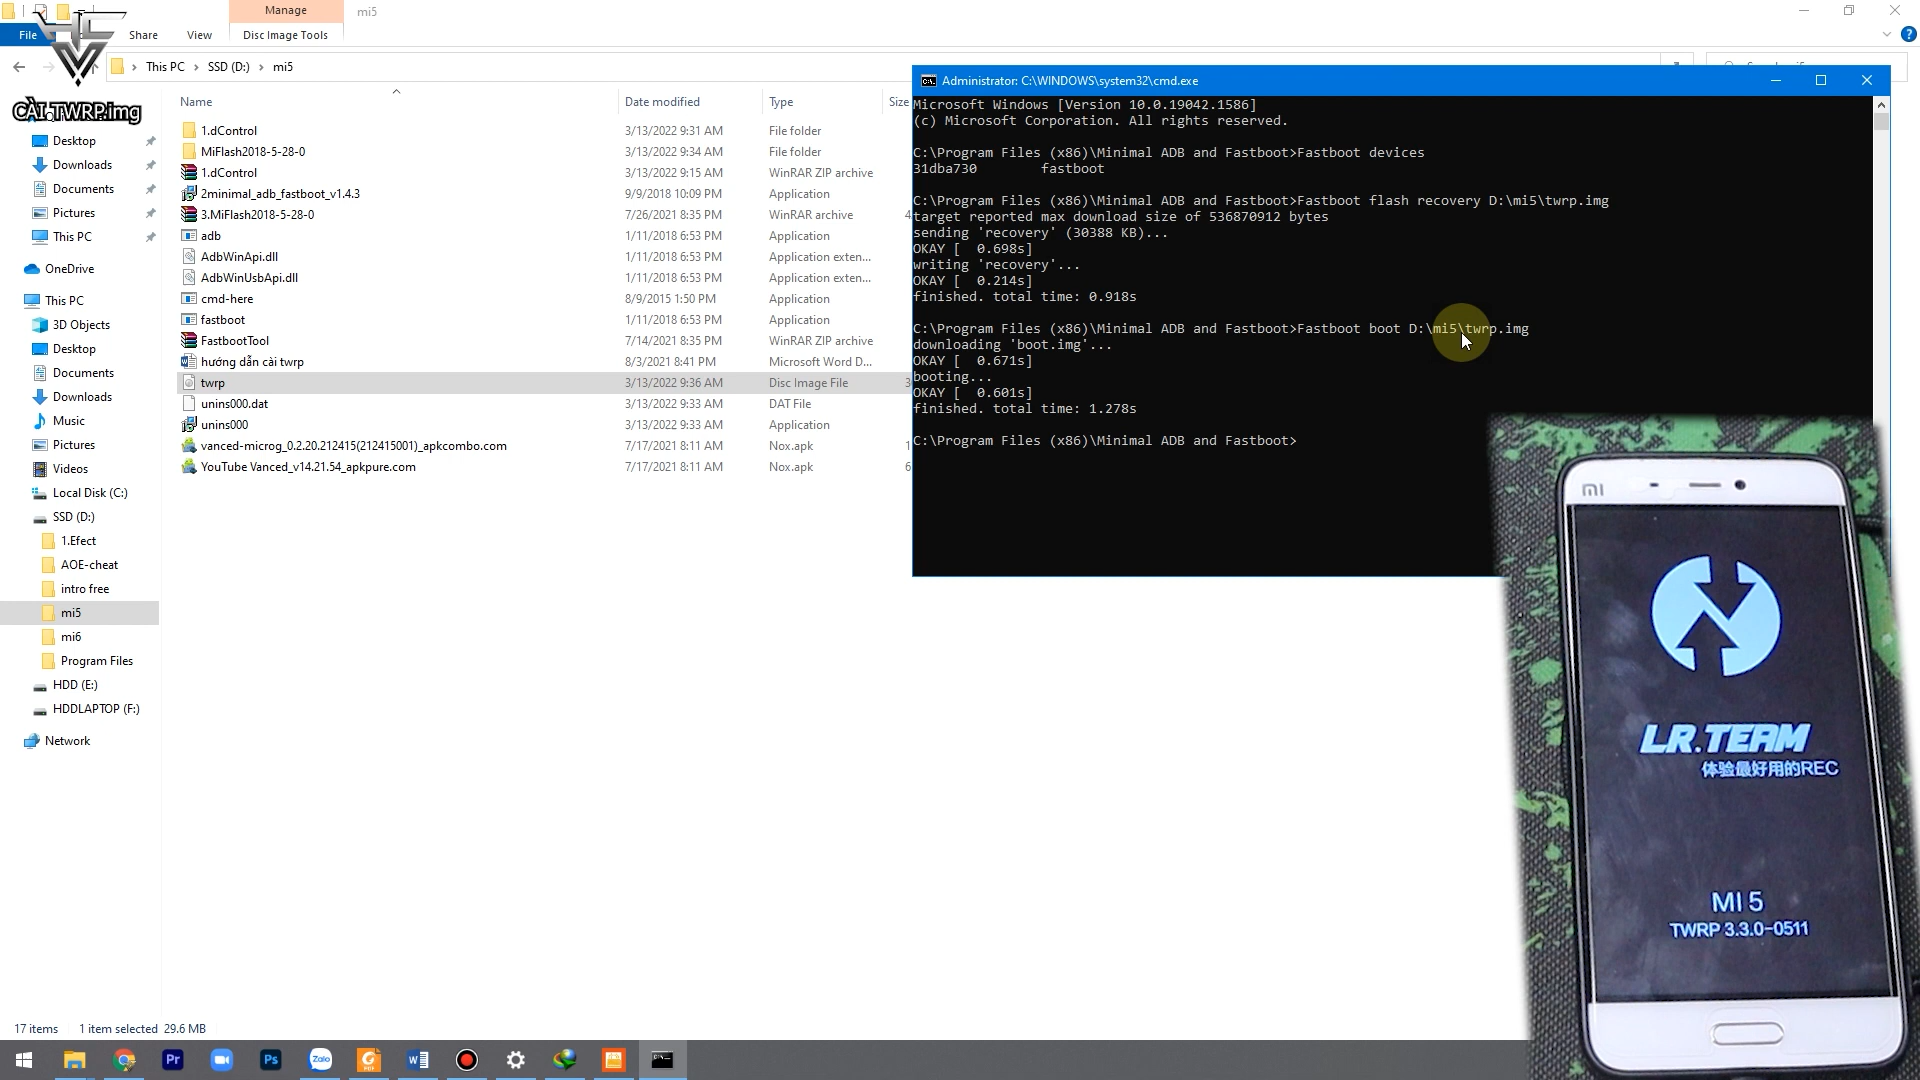 Manage
mi5
File
Share
View
Disc Image Tools
This PC
SSD (D:)
mi5
CÀI TWRP.img
Name
Date modified
Type
Size
1.dControl
3/13/2022 9:31 AM
File folder
MiFlash2018-5-28-0
3/13/2022 9:34 AM
File folder
1.dControl
3/13/2022 9:15 AM
WinRAR ZIP archive
2minimal_adb_fastboot_v1.4.3
9/9/2018 10:09 PM
Application
3.MiFlash2018-5-28-0
7/26/2021 8:35 PM
WinRAR archive
4
adb
1/11/2018 6:53 PM
Application
AdbWinApi.dll
1/11/2018 6:53 PM
Application exten...
AdbWinUsbApi.dll
1/11/2018 6:53 PM
Application exten...
cmd-here
8/9/2015 1:50 PM
Application
fastboot
1/11/2018 6:53 PM
Application
FastbootTool
7/14/2021 8:35 PM
WinRAR ZIP archive
hướng dẫn cài twrp
8/3/2021 8:41 PM
Microsoft Word D...
twrp
3/13/2022 9:36 AM
Disc Image File
3
unins000.dat
3/13/2022 9:33 AM
DAT File
unins000
3/13/2022 9:33 AM
Application
vanced-microg_0.2.20.212415(212415001)_apkcombo.com
7/17/2021 8:11 AM
Nox.apk
1
YouTube Vanced_v14.21.54_apkpure.com
7/17/2021 8:11 AM
Nox.apk
6
Desktop
Downloads
Documents
Pictures
This PC
OneDrive
This PC
3D Objects
Desktop
Documents
Downloads
Music
Pictures
Videos
Local Disk (C:)
SSD (D:)
1.Efect
AOE-cheat
intro free
mi5
mi6
Program Files
HDD (E:)
HDDLAPTOP (F:)
Network
17 items
1 item selected 29.6 MB
Administrator: C:\WINDOWS\system32\cmd.exe
Microsoft Windows [Version 10.0.19042.1586]
(c) Microsoft Corporation. All rights reserved.
C:\Program Files (x86)\Minimal ADB and Fastboot>Fastboot devices
31dba730 fastboot
C:\Program Files (x86)\Minimal ADB and Fastboot>Fastboot flash recovery D:\mi5\twrp.img
target reported max download size of 536870912 bytes
sending 'recovery' (30388 KB)...
OKAY [ 0.698s]
writing 'recovery'...
OKAY [ 0.214s]
finished. total time: 0.918s
C:\Program Files (x86)\Minimal ADB and Fastboot>Fastboot boot D:\mi5\twrp.img
downloading 'boot.img'...
OKAY [ 0.671s]
booting...
OKAY [ 0.601s]
finished. total time: 1.278s
C:\Program Files (x86)\Minimal ADB and Fastboot>
mi
LR.TEAM
体验最好用的REC
MI 5
TWRP 3.3.0-0511
Pr
Ps
Zalo
W